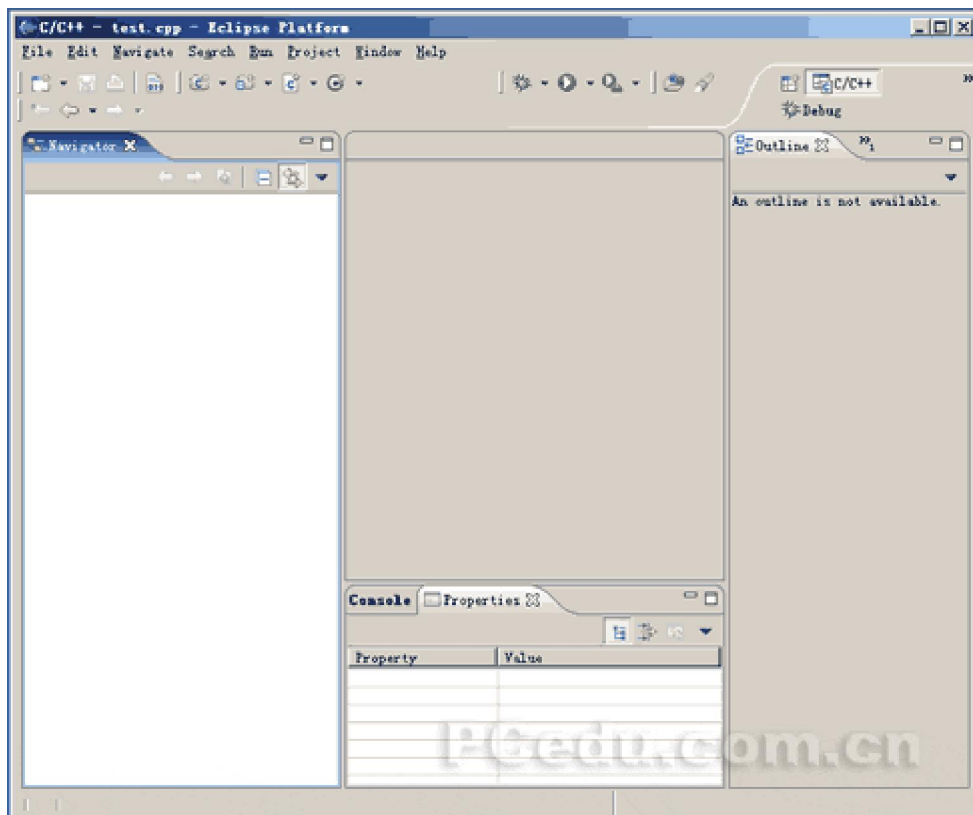 C/C++ - test.cpp - Eclipse Platform
File Edit Navigate Search Run Project Window Help
C/C++
Debug
Navigator
Outline
An outline is not available.
Console Properties
Property Value
PCedu.com.cn